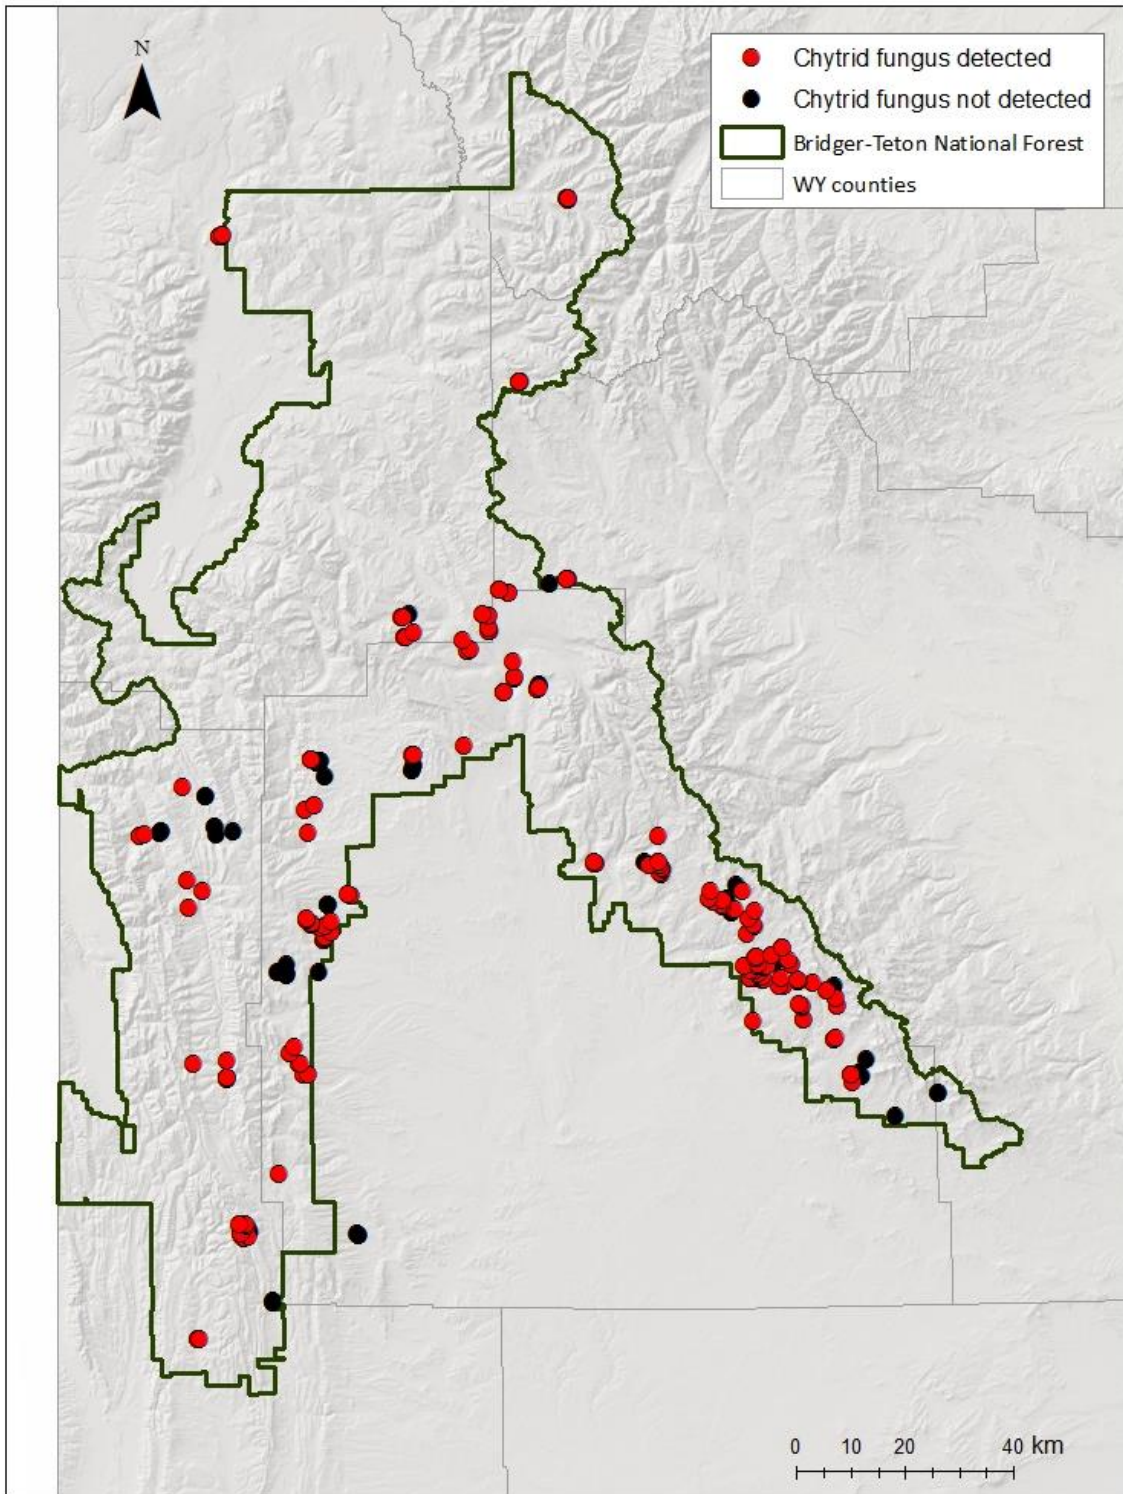 N
Chytrid fungus detected
Chytrid fungus not detected
Bridger-Teton National Forest
WY counties
0 10 20 40 km